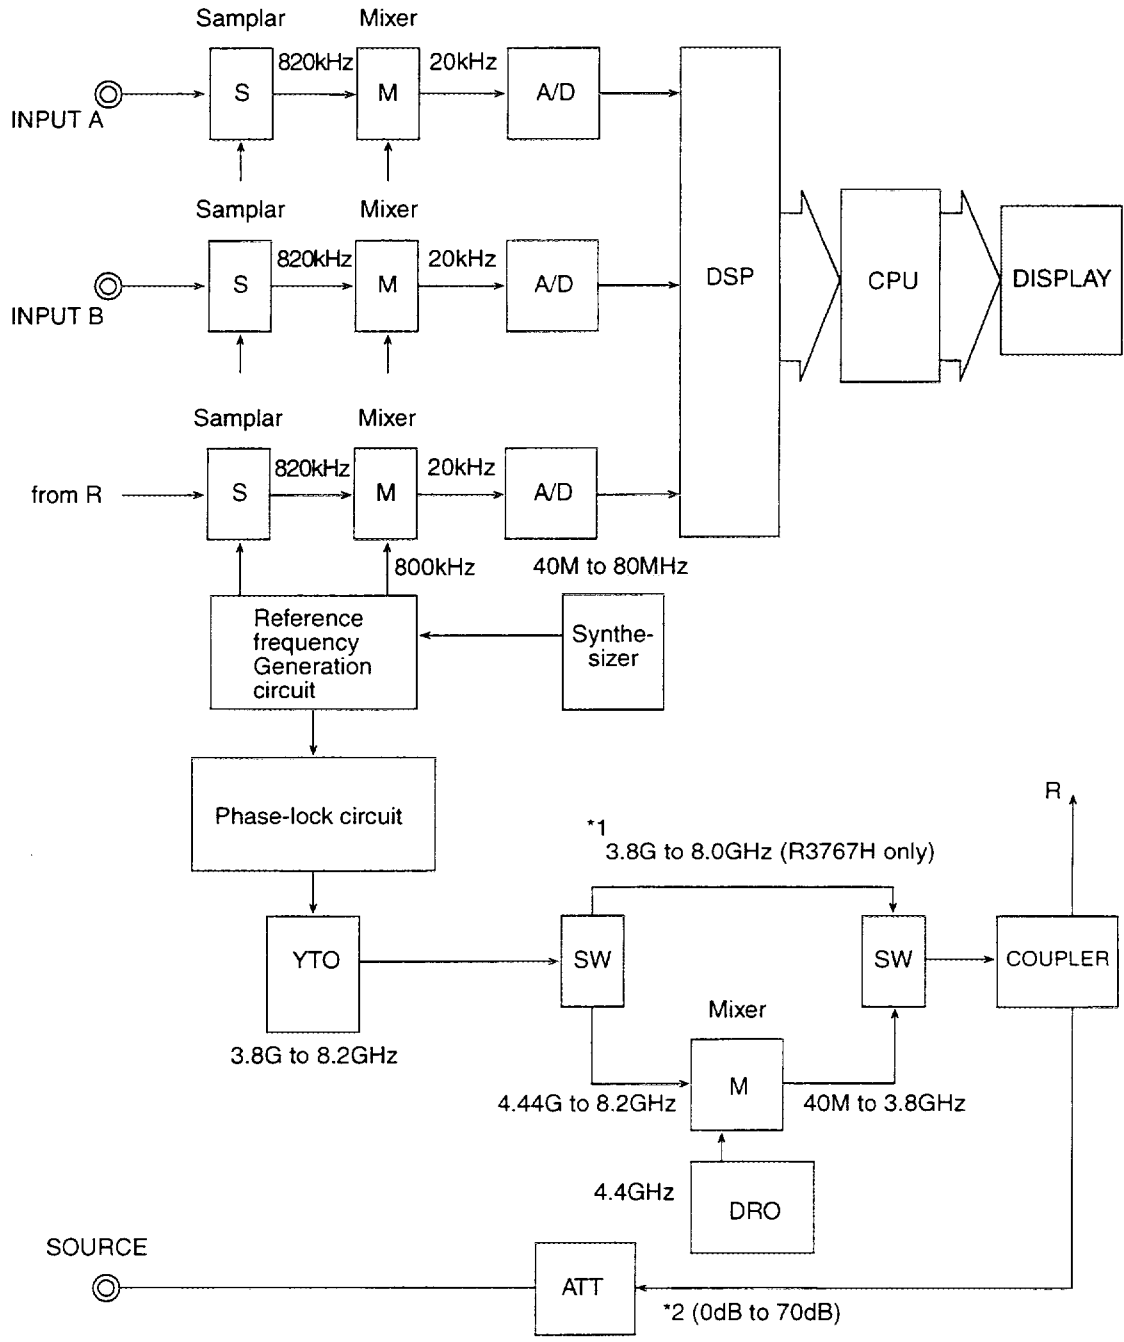 Samplar
Mixer
820kHz
20kHz
S
M
A/D
INPUT A
Samplar
Mixer
820kHz
20kHz
S
M
A/D
INPUT B
DSP
CPU
DISPLAY
Samplar
Mixer
820kHz
20kHz
from R
S
M
A/D
800kHz
40M to 80MHz
Reference
frequency
Generation
circuit
Synthe-
sizer
Phase-lock circuit
R
*1
3.8G to 8.0GHz (R3767H only)
YTO
SW
SW
COUPLER
Mixer
3.8G to 8.2GHz
M
4.44G to 8.2GHz
40M to 3.8GHz
4.4GHz
DRO
SOURCE
ATT
*2 (0dB to 70dB)